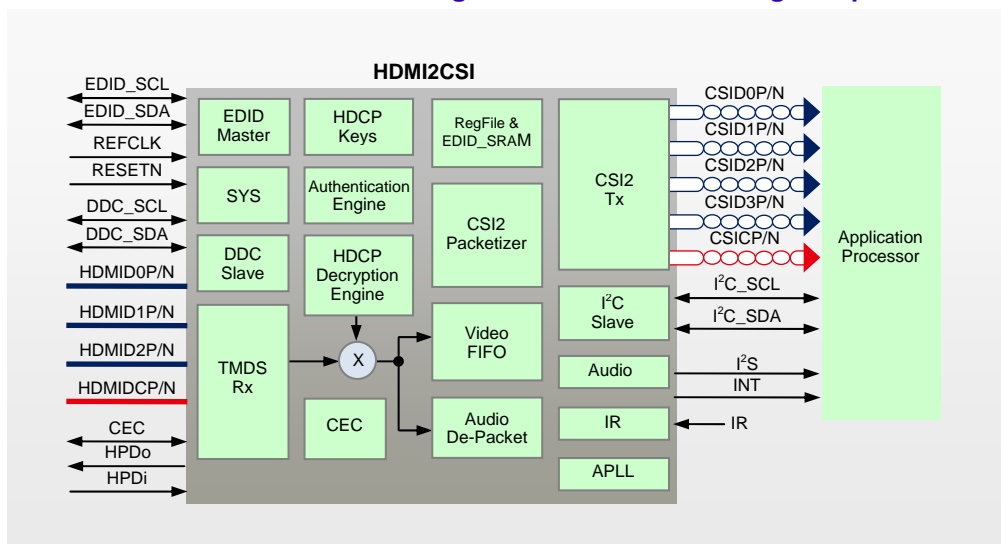 HDMI2CSI
EDID_SCL
EDID_SDA
REFCLK
RESETN
DDC_SCL
DDC_SDA
HDMID0P/N
HDMID1P/N
HDMID2P/N
HDMIDCP/N
CEC
HPDo
HPDi
EDID
Master
SYS
DDC
Slave
TMDS
Rx
HDCP
Keys
Authentication
Engine
HDCP
Decryption
Engine
X
CEC
RegFile &
EDID_SRAM
CSI2
Packetizer
Video
FIFO
Audio
De-Packet
CSI2
Tx
I²C
Slave
Audio
IR
APLL
CSID0P/N
CSID1P/N
CSID2P/N
CSID3P/N
CSICP/N
I²C_SCL
I²C_SDA
I²S
INT
IR
Application
Processor